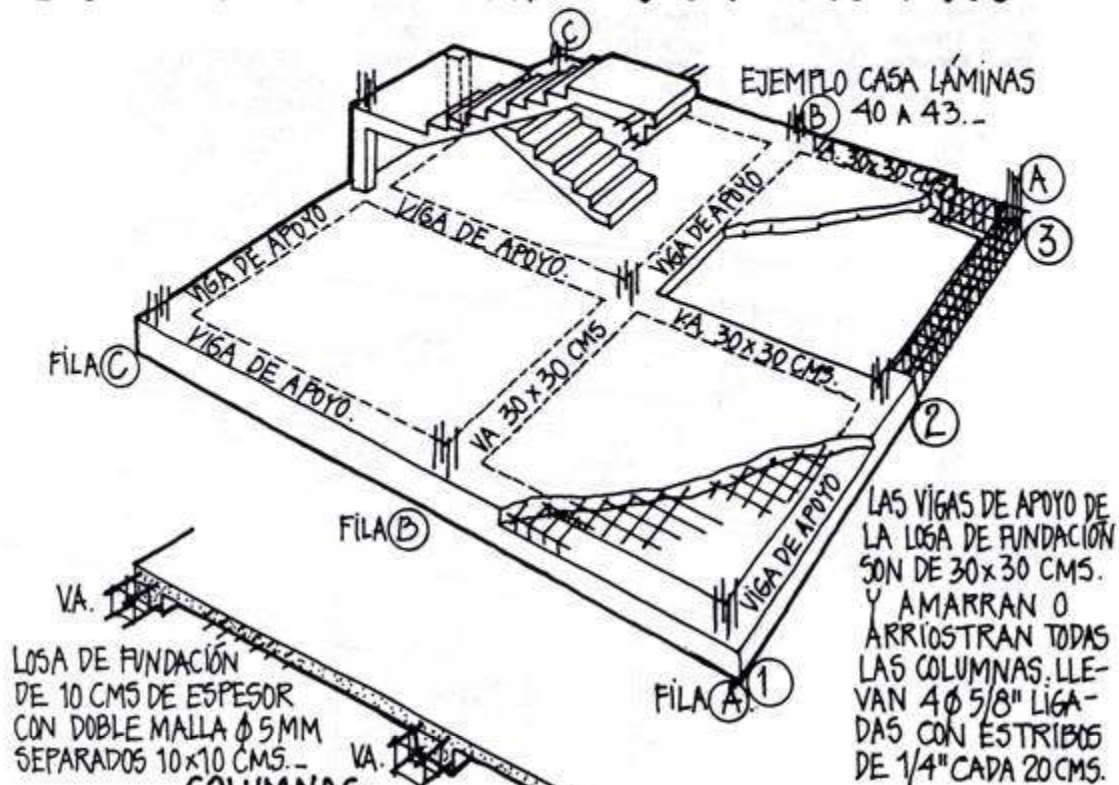 C
EJEMPLO CASA LÁMINAS
40 A 43._
B
VA. 30x30 CMS
A
3
VIGA DE APOYO
VIGA DE APOYO.
VIGA DE APOYO
VIGA DE APOYO.
VA 30x30 CMS
VA. 30x30 CMS.
2
FILA C
FILA B
VIGA DE APOYO
FILA A
1
LAS VIGAS DE APOYO DE
LA LOSA DE FUNDACIÓN
SON DE 30x30 CMS.
Y AMARRAN O
ARRIOSTRAN TODAS
LAS COLUMNAS. LLE-
VAN 4 ϕ 5/8" LIGA-
DAS CON ESTRIBOS
DE 1/4" CADA 20 CMS.
V.A.
LOSA DE FUNDACIÓN
DE 10 CMS DE ESPESOR
CON DOBLE MALLA ϕ 5MM
SEPARADOS 10x10 CMS._
VA.